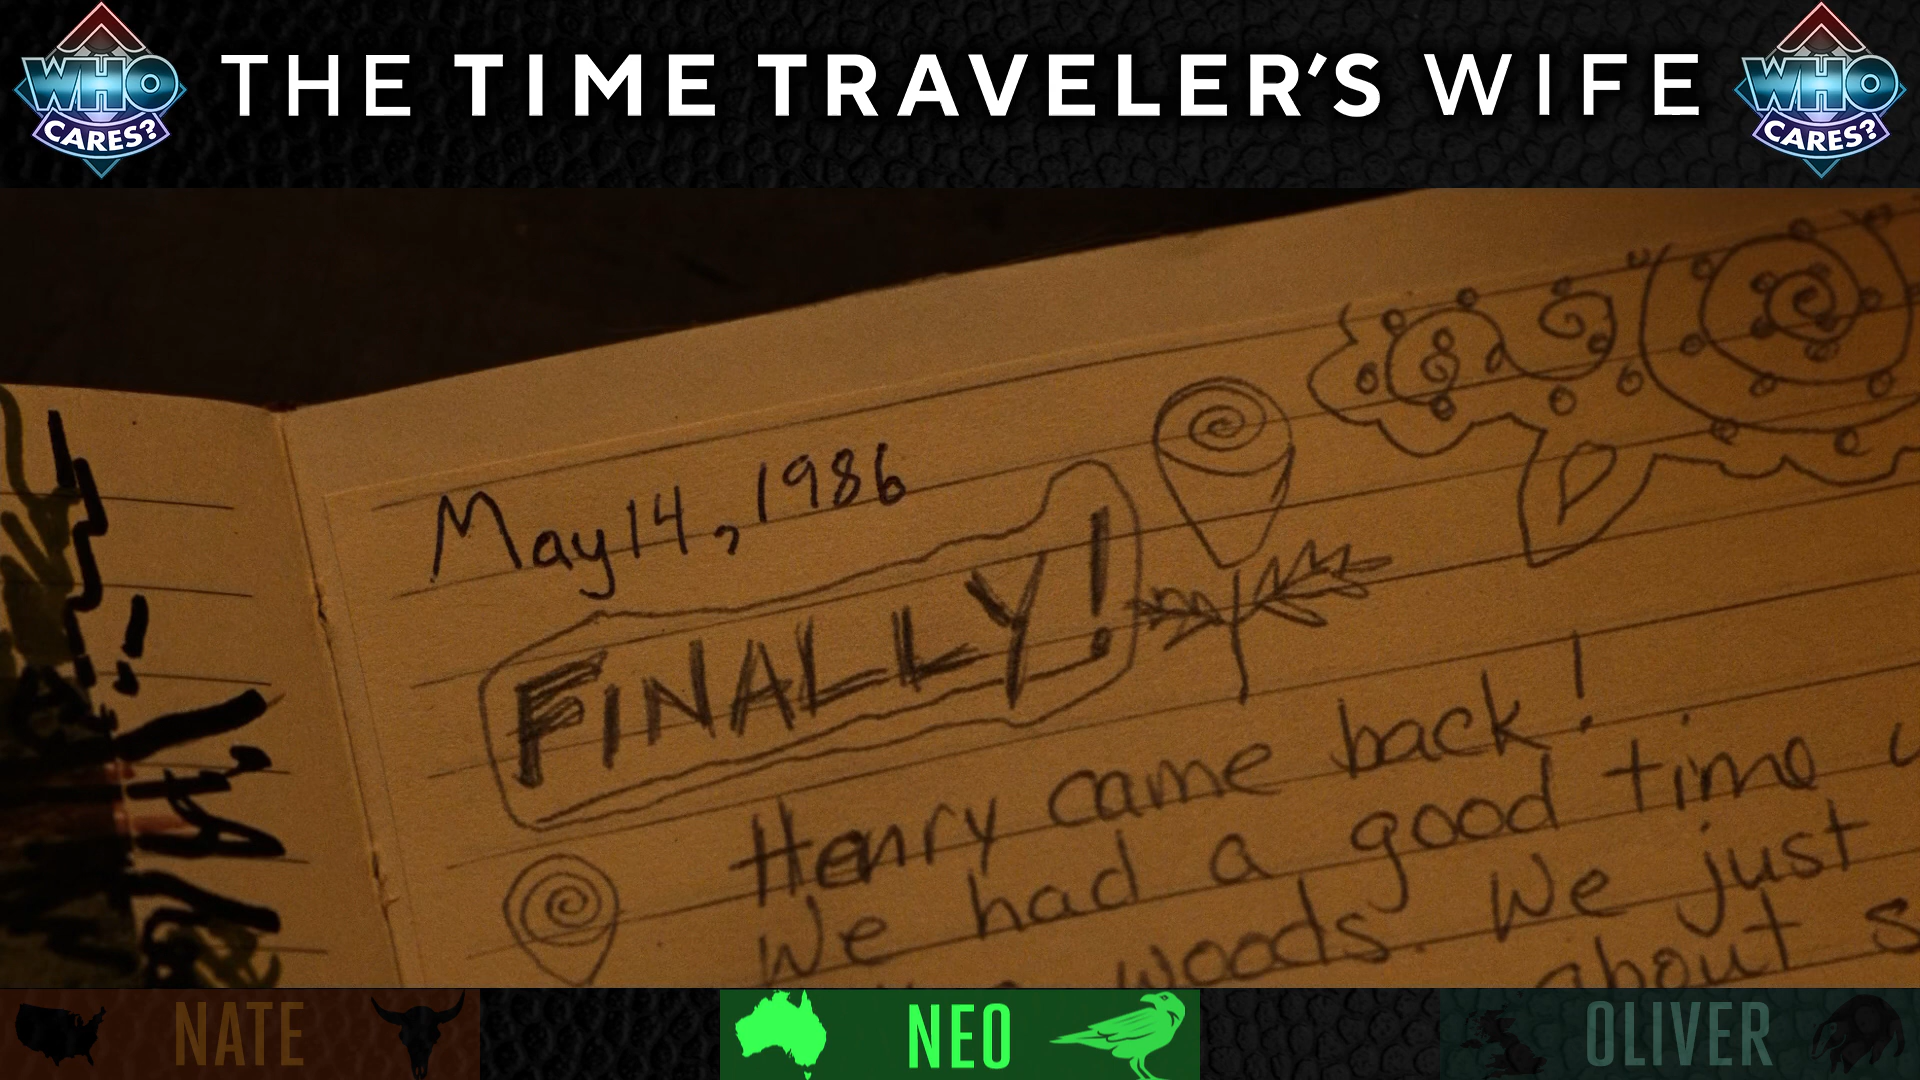 WHO
CARES?
THE TIME TRAVELER'S WIFE
WHO
CARES?
May 14, 1986
FINALLY!
Henry came back!
We had a good time
woods. We just
about s
NATE
NEO
OLIVER